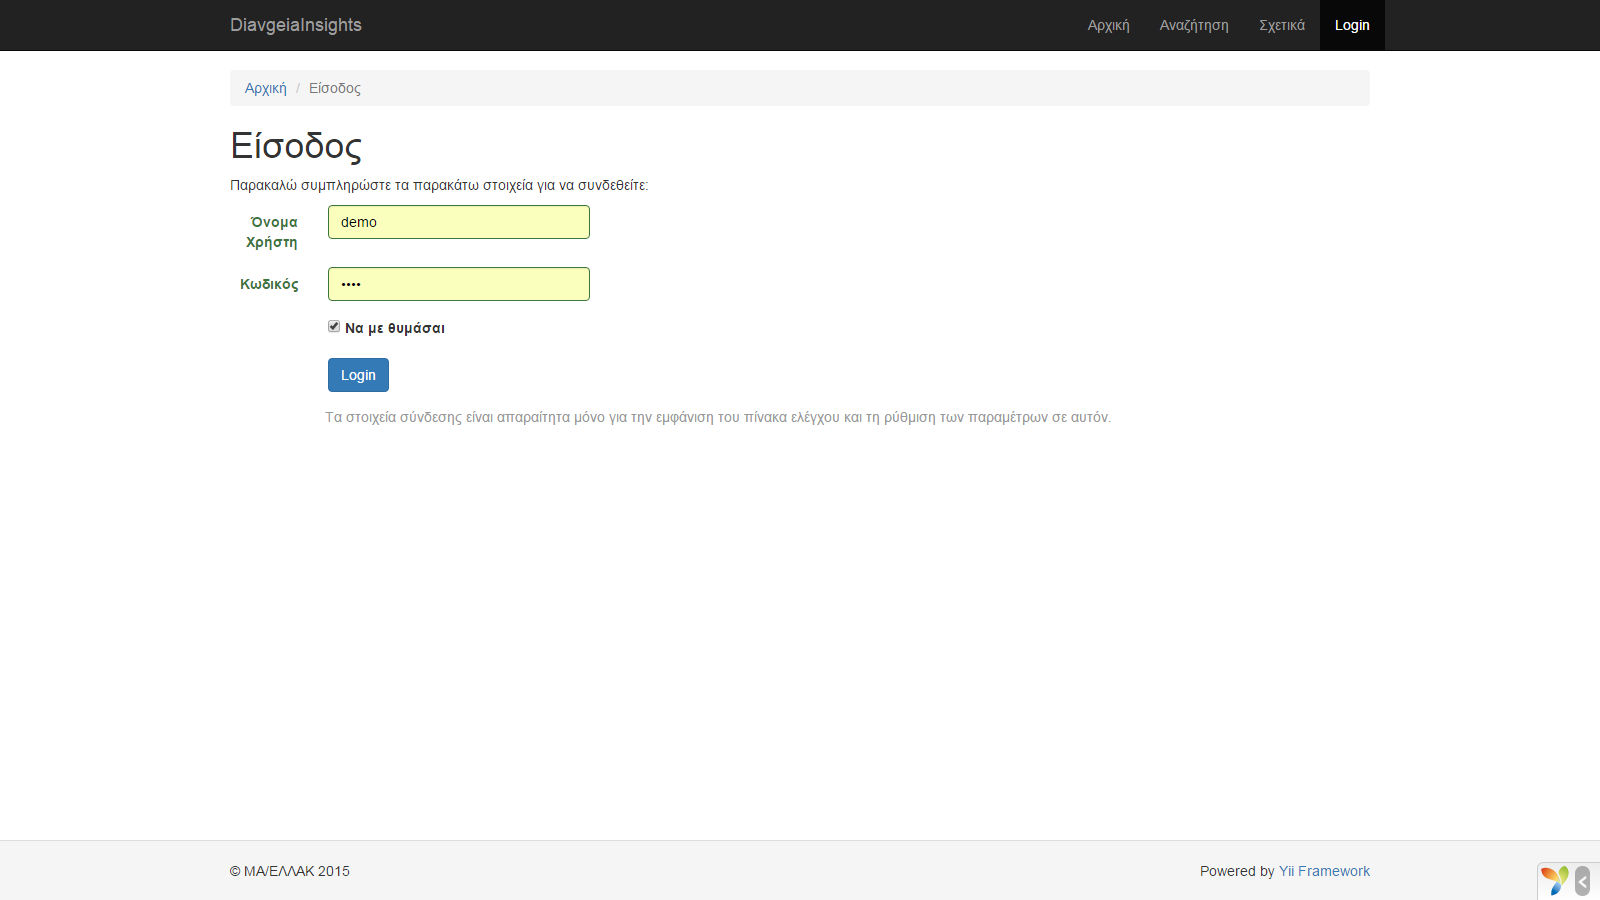 DiavgeiaInsights Αρχική Αναζήτηση Σχετικά Login
Αρχική / Είσοδος
Είσοδος
Παρακαλώ συμπληρώστε τα παρακάτω στοιχεία για να συνδεθείτε:
Όνομα
Χρήστη
demo
Κωδικός ••••
Να με θυμάσαι
Login
Τα στοιχεία σύνδεσης είναι απαραίτητα μόνο για την εμφάνιση του πίνακα ελέγχου και τη ρύθμιση των παραμέτρων σε αυτόν.
© ΜΑ/ΕΛΛΑΚ 2015 Powered by Yii Framework